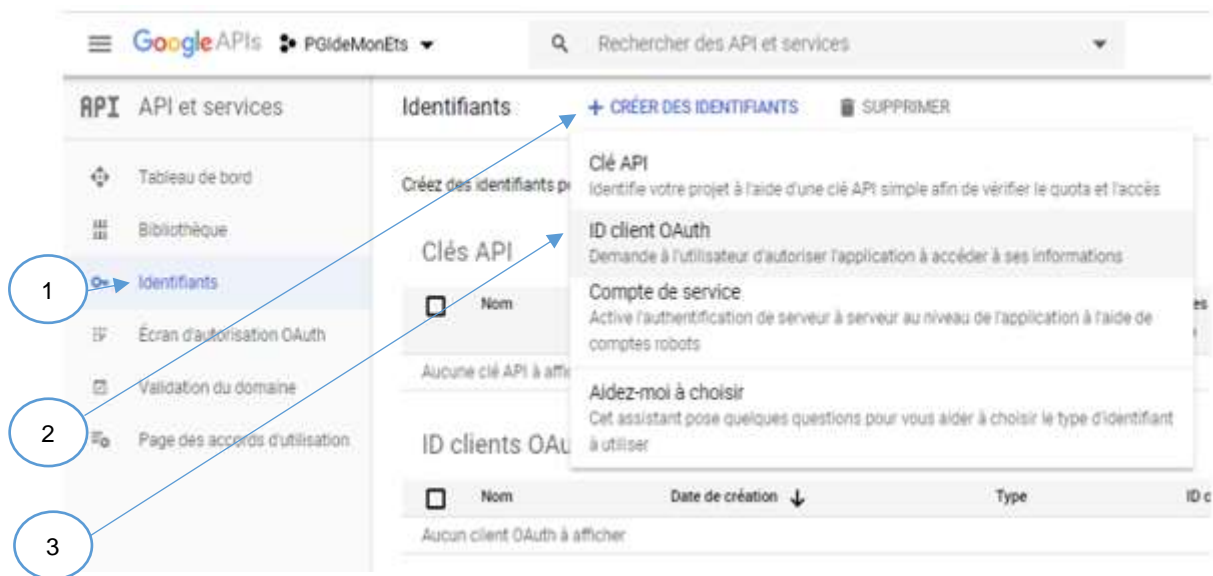 Google APIs PGIdeMonEts Rechercher des API et services
API API et services
Identifiants + CRÉER DES IDENTIFIANTS SUPPRIMER
Tableau de bord
Bibliothèque
1 Identifiants
Écran d'autorisation OAuth
Validation du domaine
2 Page des accords d'utilisation
3
Créez des identifiants
Clé API
Identifie votre projet à l'aide d'une clé API simple afin de vérifier le quota et l'accès
ID client OAuth
Demande à l'utilisateur d'autoriser l'application à accéder à ses informations
Compte de service
Active l'authentification de serveur à serveur au niveau de l'application à l'aide de
comptes robots
Aidez-moi à choisir
Cet assistant pose quelques questions pour vous aider à choisir le type d'identifiant
à utiliser
Clés API
Nom
Aucune clé API à
ID clients
Nom Date de création Type ID
Aucun client OAuth à afficher